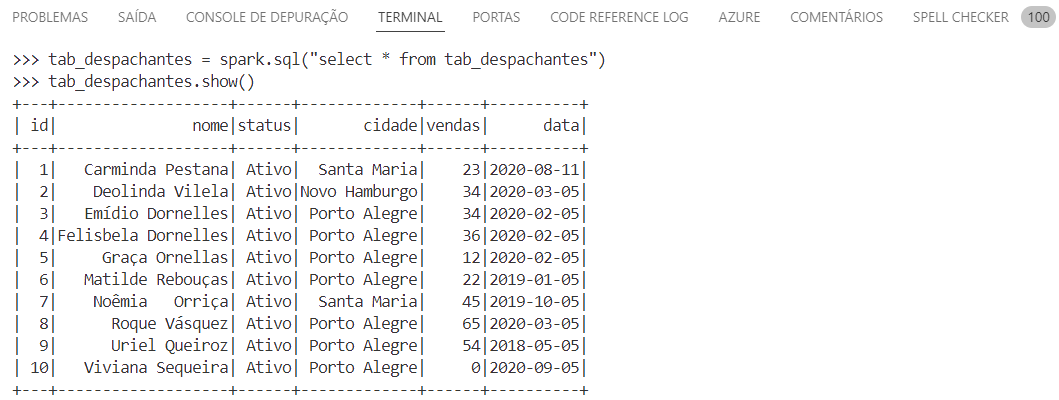 PROBLEMAS SAÍDA CONSOLE DE DEPURAÇÃO TERMINAL PORTAS CODE REFERENCE LOG AZURE COMENTÁRIOS SPELL CHECKER 100
>>> tab_despachantes = spark.sql("select * from tab_despachantes")
>>> tab_despachantes.show()
+---+-------------------+------+-------------+------+----------+
| id|               nome|status|       cidade|vendas|      data|
+---+-------------------+------+-------------+------+----------+
|  1|   Carminda Pestana| Ativo|  Santa Maria|    23|2020-08-11|
|  2|    Deolinda Vilela| Ativo|Novo Hamburgo|    34|2020-03-05|
|  3|   Emídio Dornelles| Ativo| Porto Alegre|    34|2020-02-05|
|  4|Felisbela Dornelles| Ativo| Porto Alegre|    36|2020-02-05|
|  5|     Graça Ornellas| Ativo| Porto Alegre|    12|2020-02-05|
|  6|   Matilde Rebouças| Ativo| Porto Alegre|    22|2019-01-05|
|  7|    Noêmia   Orriça| Ativo|  Santa Maria|    45|2019-10-05|
|  8|      Roque Vásquez| Ativo| Porto Alegre|    65|2020-03-05|
|  9|      Uriel Queiroz| Ativo| Porto Alegre|    54|2018-05-05|
| 10|   Viviana Sequeira| Ativo| Porto Alegre|     0|2020-09-05|
+---+-------------------+------+-------------+------+----------+